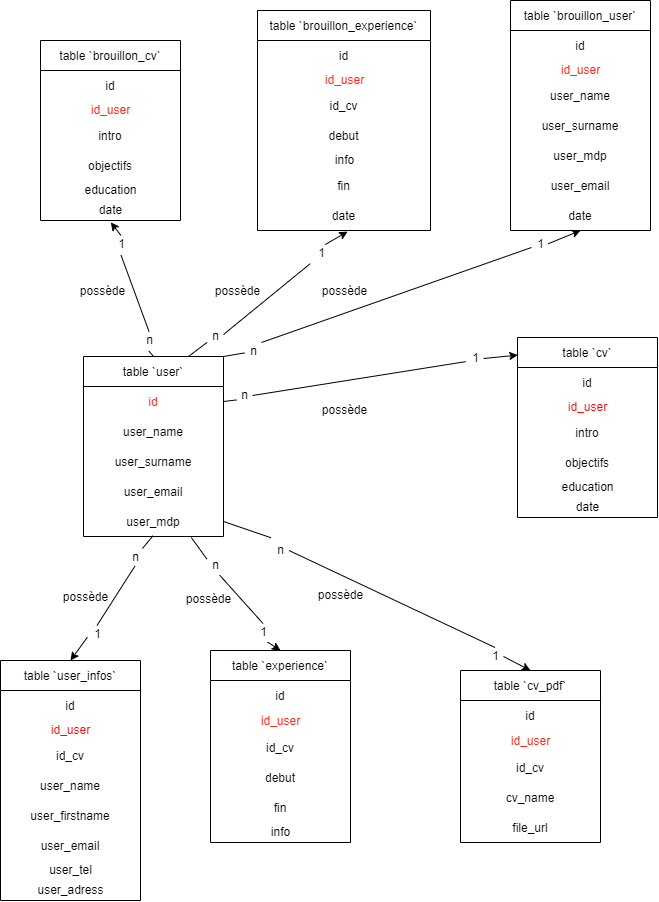 table `brouillon_cv`
id
id_user
intro
objectifs
education
date
table `brouillon_experience`
id
id_user
id_cv
debut
info
fin
date
table `brouillon_user`
id
id_user
user_name
user_surname
user_mdp
user_email
date
1
possède
n
1
possède
n
1
possède
n
table `user`
id
user_name
user_surname
user_email
user_mdp
n
1
possède
table `cv`
id
id_user
intro
objectifs
education
date
n
possède
1
n
possède
1
n
possède
1
table `user_infos`
id
id_user
id_cv
user_name
user_firstname
user_email
user_tel
user_adress
table `experience`
id
id_user
id_cv
debut
fin
info
table `cv_pdf`
id
id_user
id_cv
cv_name
file_url